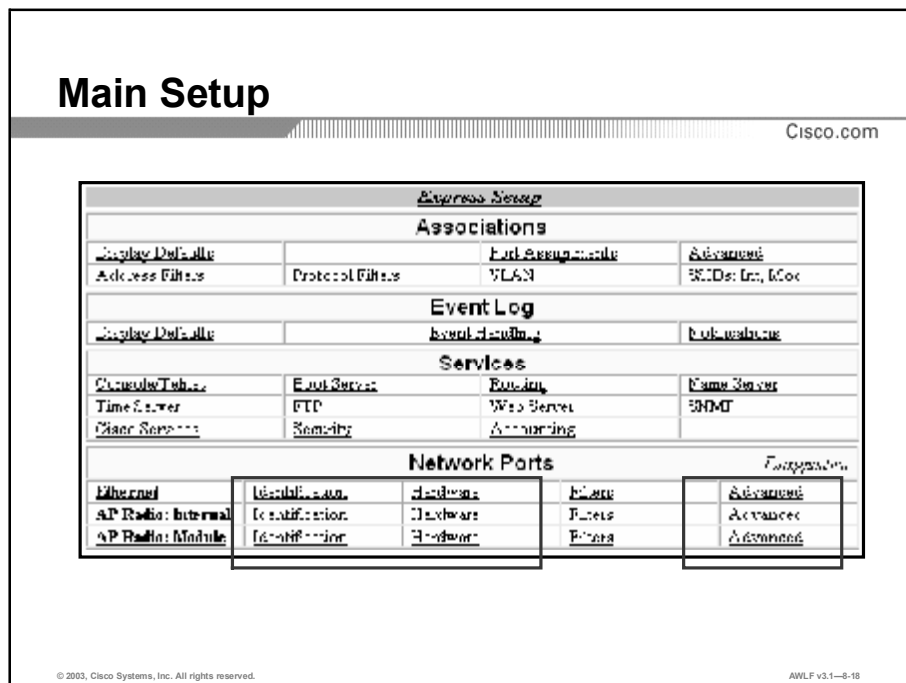 Main Setup
Cisco.com
Express Setup
Associations
Display Defaults Port Assignments Advanced
Address Filters Protocol Filters VLAN SSIDs: Int, Mod
Event Log
Display Defaults Event Handling Notifications
Services
Console/Telnet Boot Server Routing Name Server
Time Server FTP Web Server SNMP
Cisco Services Security Accounting
Network Ports
Ethernet Identification Hardware Filters Advanced
AP Radio: Internal Identification Hardware Filters Advanced
AP Radio: Module Identification Hardware Filters Advanced
© 2003, Cisco Systems, Inc. All rights reserved.
AWLF v3.1—8-18